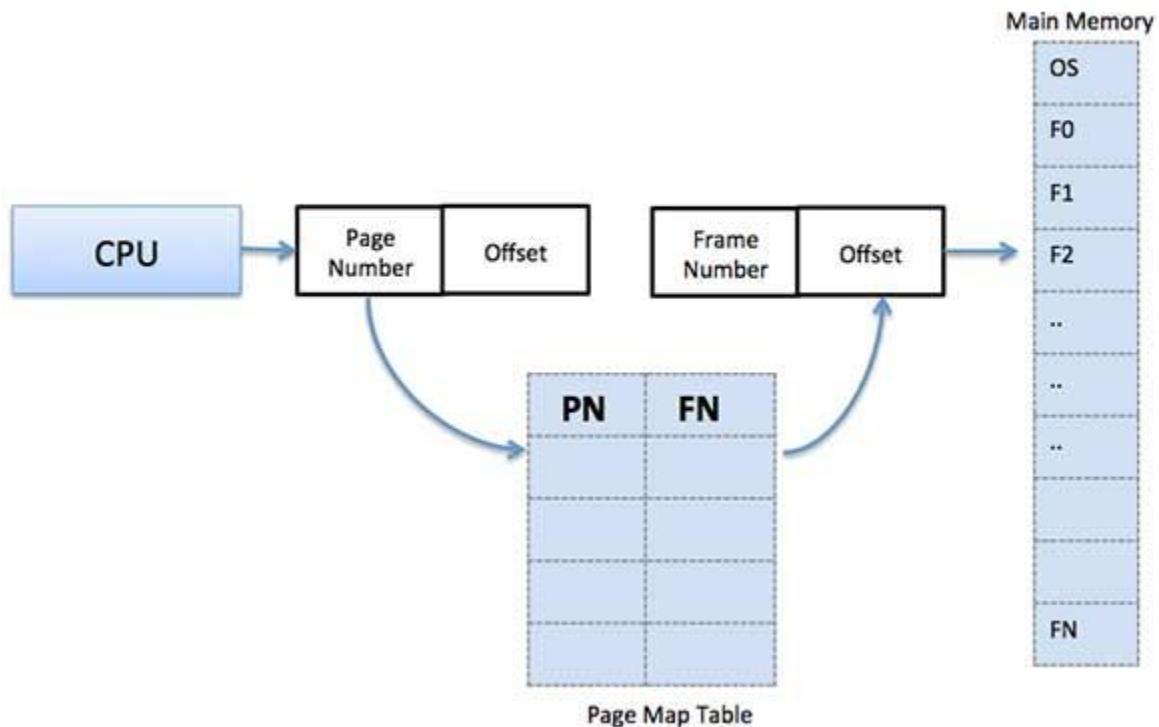 Main Memory
OS
F0
F1
F2
..
..
..
FN
CPU
Page
Number
Offset
Frame
Number
Offset
PN FN
Page Map Table